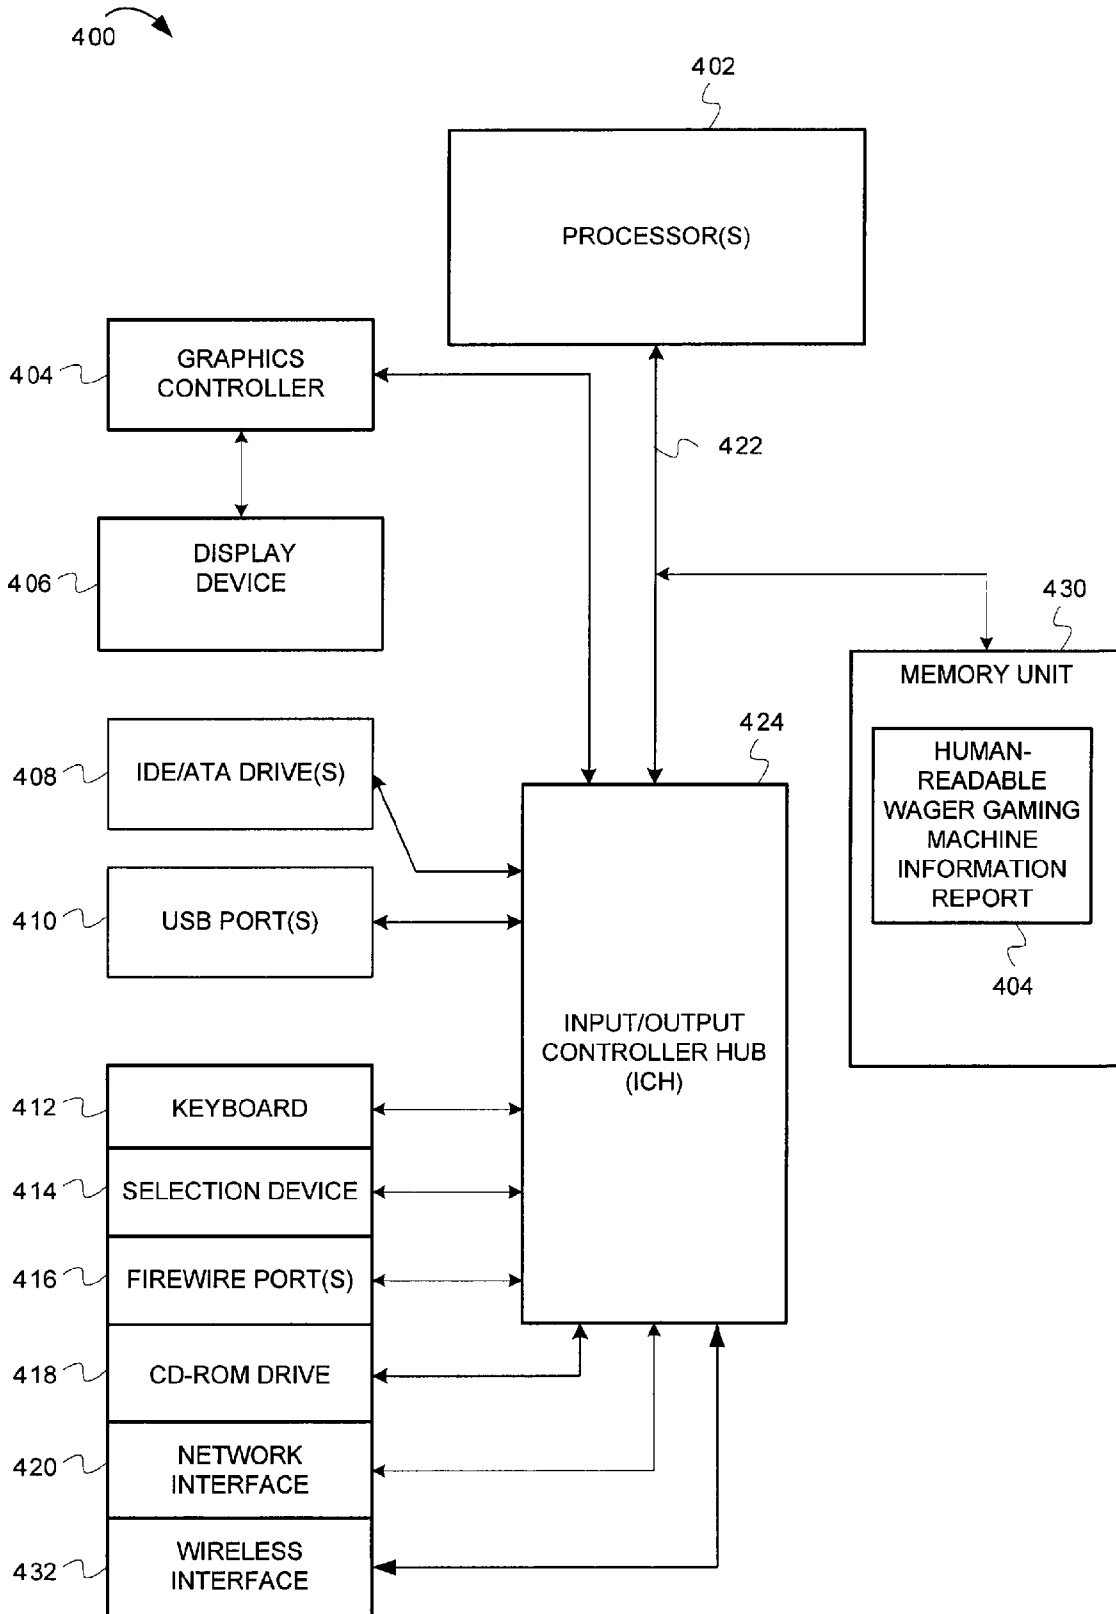 400
402
PROCESSOR(S)
GRAPHICS
CONTROLLER
404
422
DISPLAY
DEVICE
406
430
MEMORY UNIT
424
HUMAN-
READABLE
WAGER GAMING
MACHINE
INFORMATION
REPORT
404
IDE/ATA DRIVE(S)
408
USB PORT(S)
410
INPUT/OUTPUT
CONTROLLER HUB
(ICH)
412
KEYBOARD
414
SELECTION DEVICE
416
FIREWIRE PORT(S)
418
CD-ROM DRIVE
420
NETWORK
INTERFACE
432
WIRELESS
INTERFACE